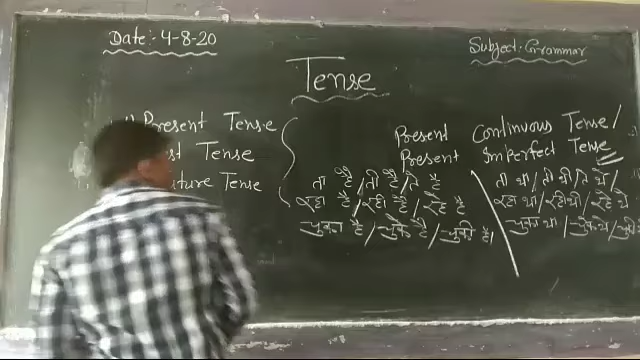 Date:- 4-8-20
Subject:- Grammar
Tense
Present Tense
Tense
uture Tense
Present Continuous Tense/
Present Imperfect Tense
ता है/ती है/ते हैं
रहा है/रही है/रहे हैं
चुका है/चुके है/चुकी है/
ता था/ती थी/ते थे/
रहा था/रही थी/रहे थे
चुका था/चुके थे/